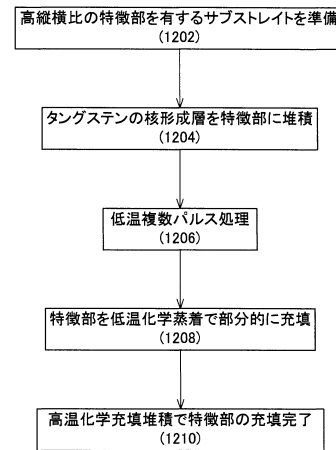 高縦横比の特徴部を有するサブストレイトを準備
(1202)
タングステンの核形成層を特徴部に堆積
(1204)
低温複数パルス処理
(1206)
特徴部を低温化学蒸着で部分的に充填
(1208)
高温化学充填堆積で特徴部の充填完了
(1210)